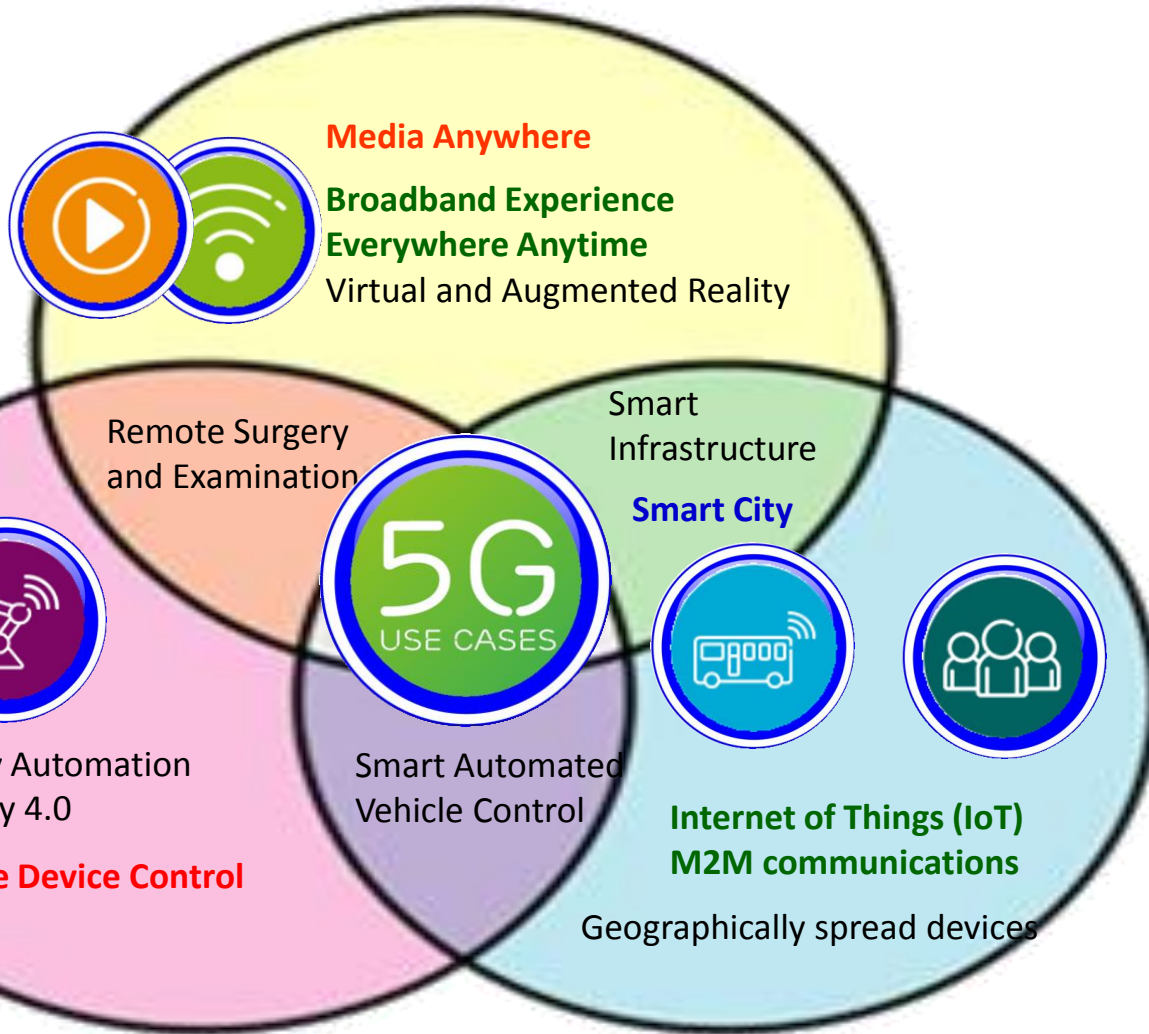 Media Anywhere
Broadband Experience
Everywhere Anytime
Virtual and Augmented Reality
Remote Surgery
and Examination
Smart
Infrastructure
Smart City
5G
USE CASES
Automation
4.0
Smart Automated
Vehicle Control
Device Control
Internet of Things (IoT)
M2M communications
Geographically spread devices